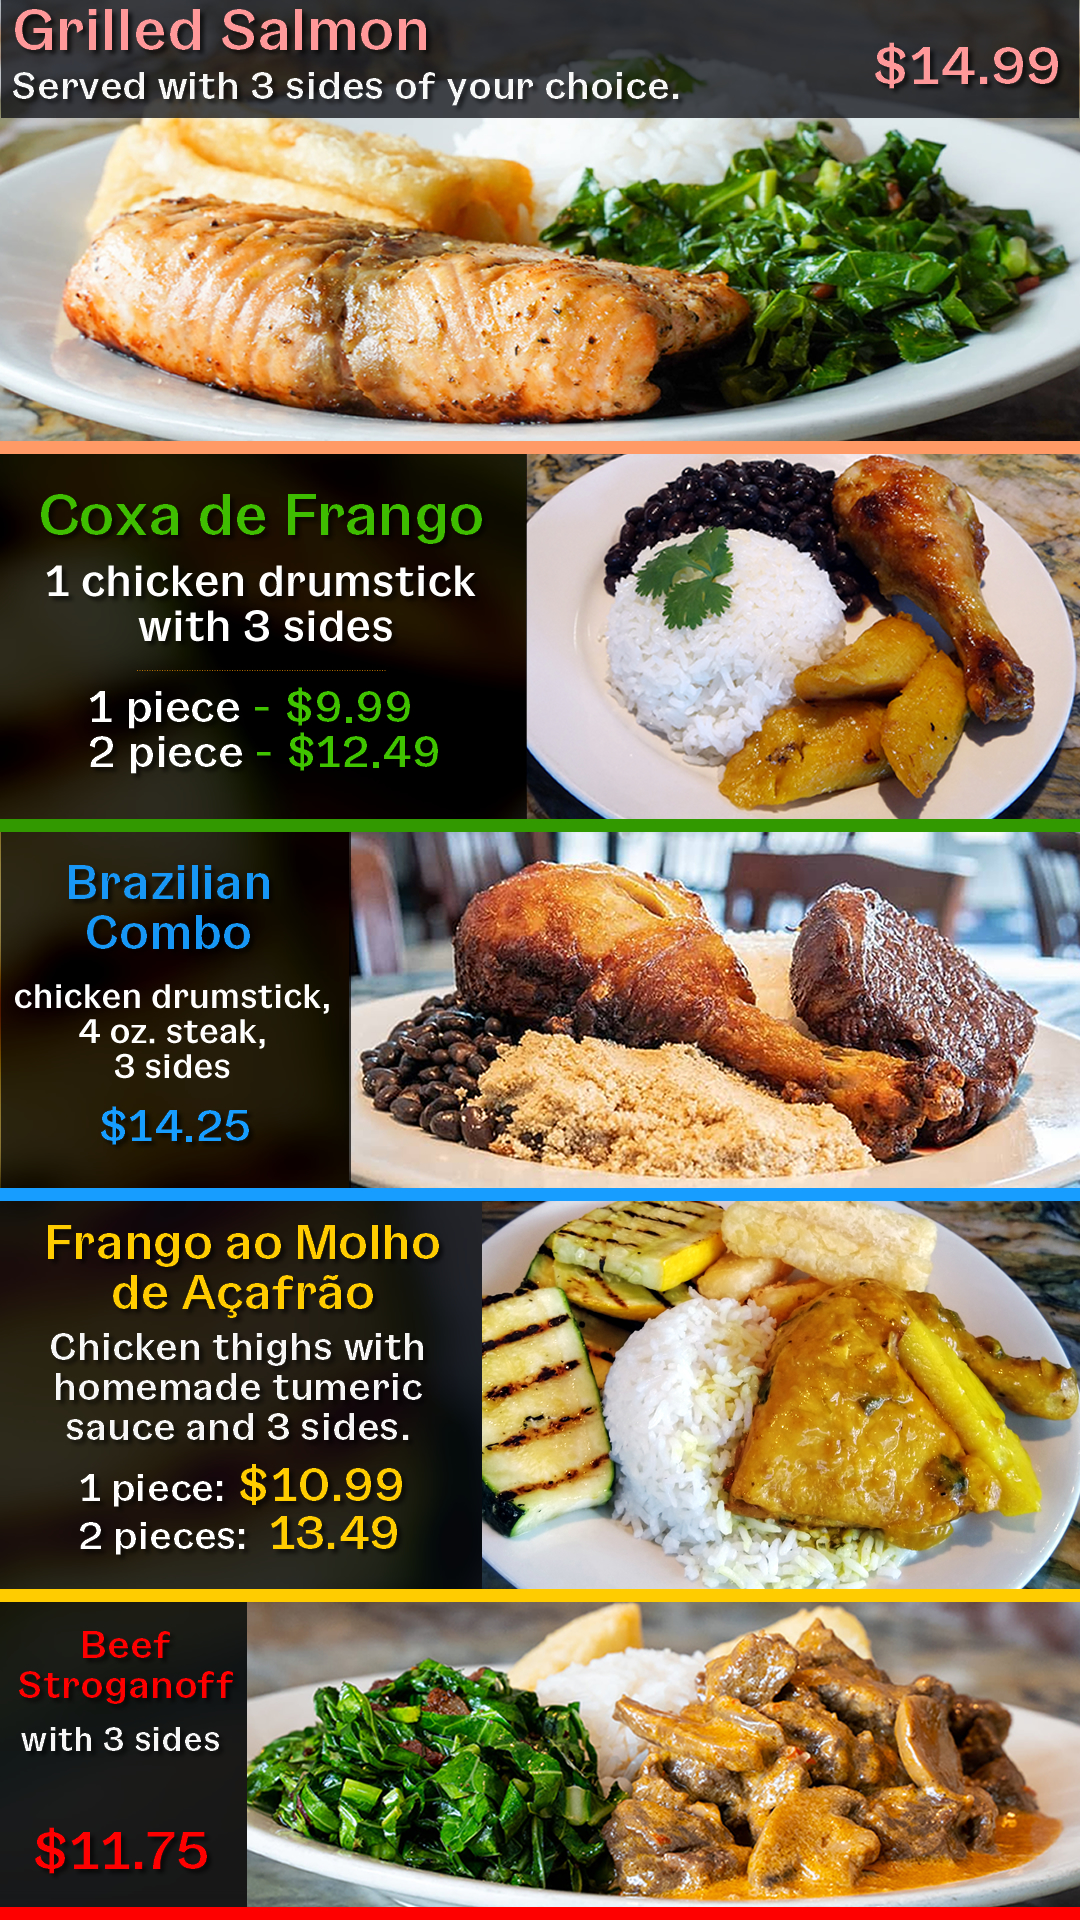 Grilled Salmon
Served with 3 sides of your choice.
$14.99
Coxa de Frango
1 chicken drumstick
with 3 sides
1 piece - $9.99
2 piece - $12.49
Brazilian
Combo
chicken drumstick,
4 oz. steak,
3 sides
$14.25
Frango ao Molho
de Açafrão
Chicken thighs with
homemade tumeric
sauce and 3 sides.
1 piece: $10.99
2 pieces: 13.49
Beef
Stroganoff
with 3 sides
$11.75